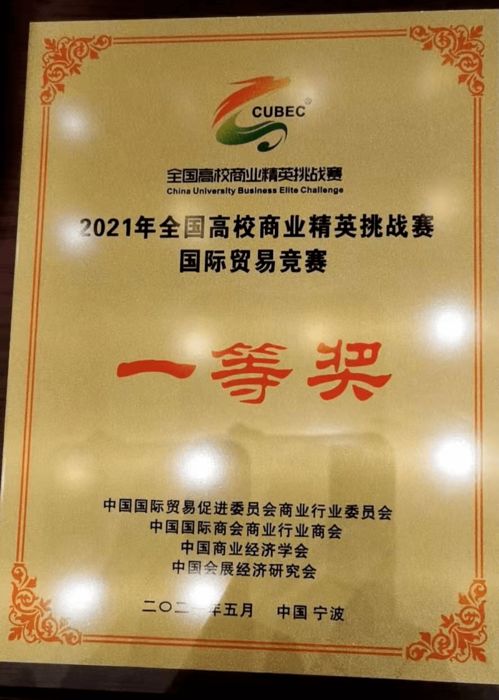 CUBEC®
全国高校商业精英挑战赛
China University Business Elite Challenge
2021年全国高校商业精英挑战赛
国际贸易竞赛
一等奖
中国国际贸易促进委员会商业行业委员会
中国国际商会商业行业商会
中国商业经济学会
中国会展经济研究会
二〇二 年五月 中国 宁波